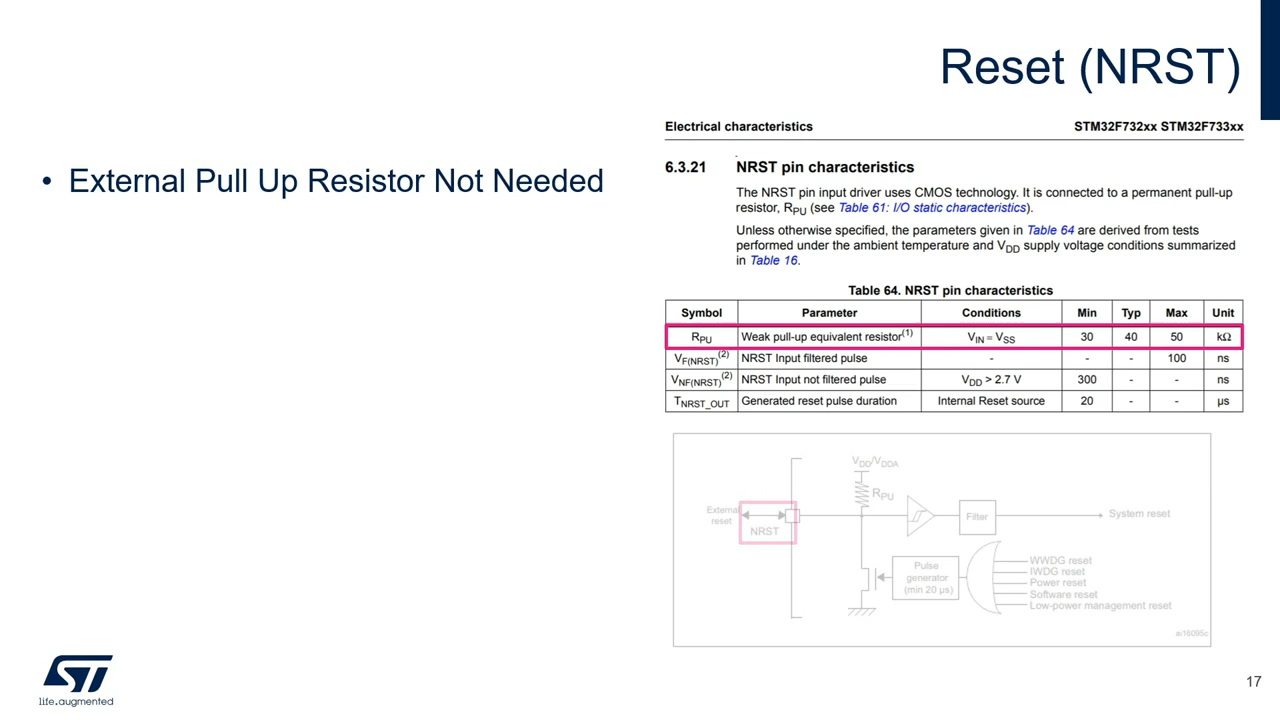 Reset (NRST)
• External Pull Up Resistor Not Needed
Electrical characteristics STM32F732xx STM32F733xx
6.3.21 NRST pin characteristics
The NRST pin input driver uses CMOS technology. It is connected to a permanent pull-up
resistor, RPU (see Table 61: I/O static characteristics).
Unless otherwise specified, the parameters given in Table 64 are derived from tests
performed under the ambient temperature and VDD supply voltage conditions summarized
in Table 16.
Table 64. NRST pin characteristics
Symbol Parameter Conditions Min Typ Max Unit
RPU Weak pull-up equivalent resistor(1) VIN = VSS 30 40 50 kΩ
VF(NRST)(2) NRST Input filtered pulse - - - 100 ns
VNF(NRST)(2) NRST Input not filtered pulse VDD > 2.7 V 300 - - ns
TNRST_OUT Generated reset pulse duration Internal Reset source 20 - - µs
VDD/VDDA
RPU
External
reset
NRST
Filter
System reset
Pulse
generator
(min 20 µs)
WWDG reset
IWDG reset
Power reset
Software reset
Low-power management reset
ai16095c
ST
life.augmented
17